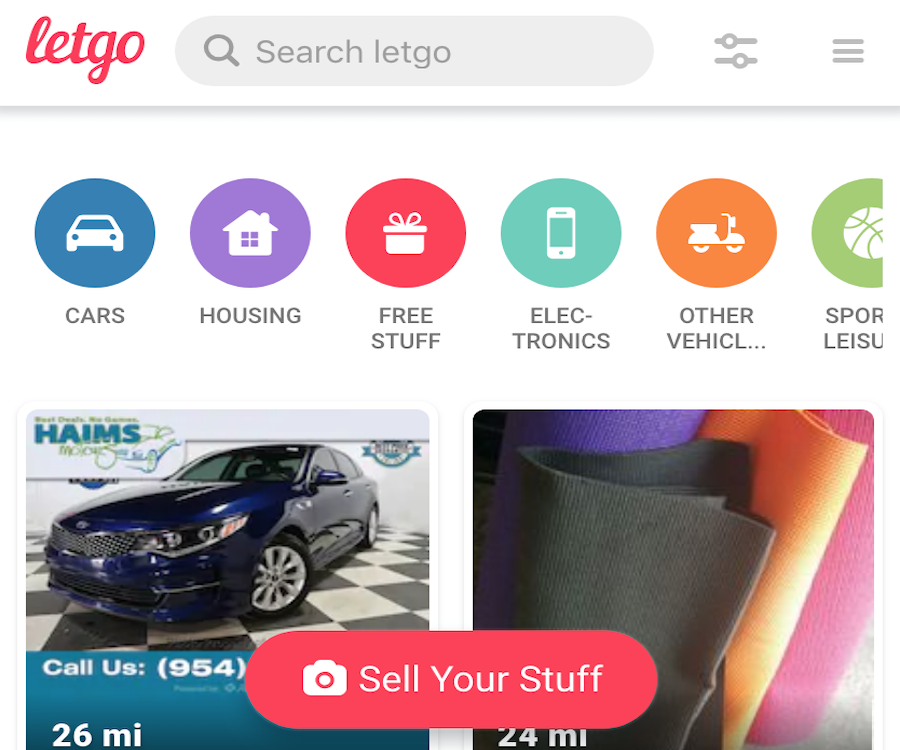 letgo
Search letgo
CARS
HOUSING
FREE
STUFF
ELEC-
TRONICS
OTHER
VEHICL...
SPOR
LEISU
Best Deals. No Games.
HAIMS
Motors
Call Us: (954)
Sell Your Stuff
26 mi
24 mi